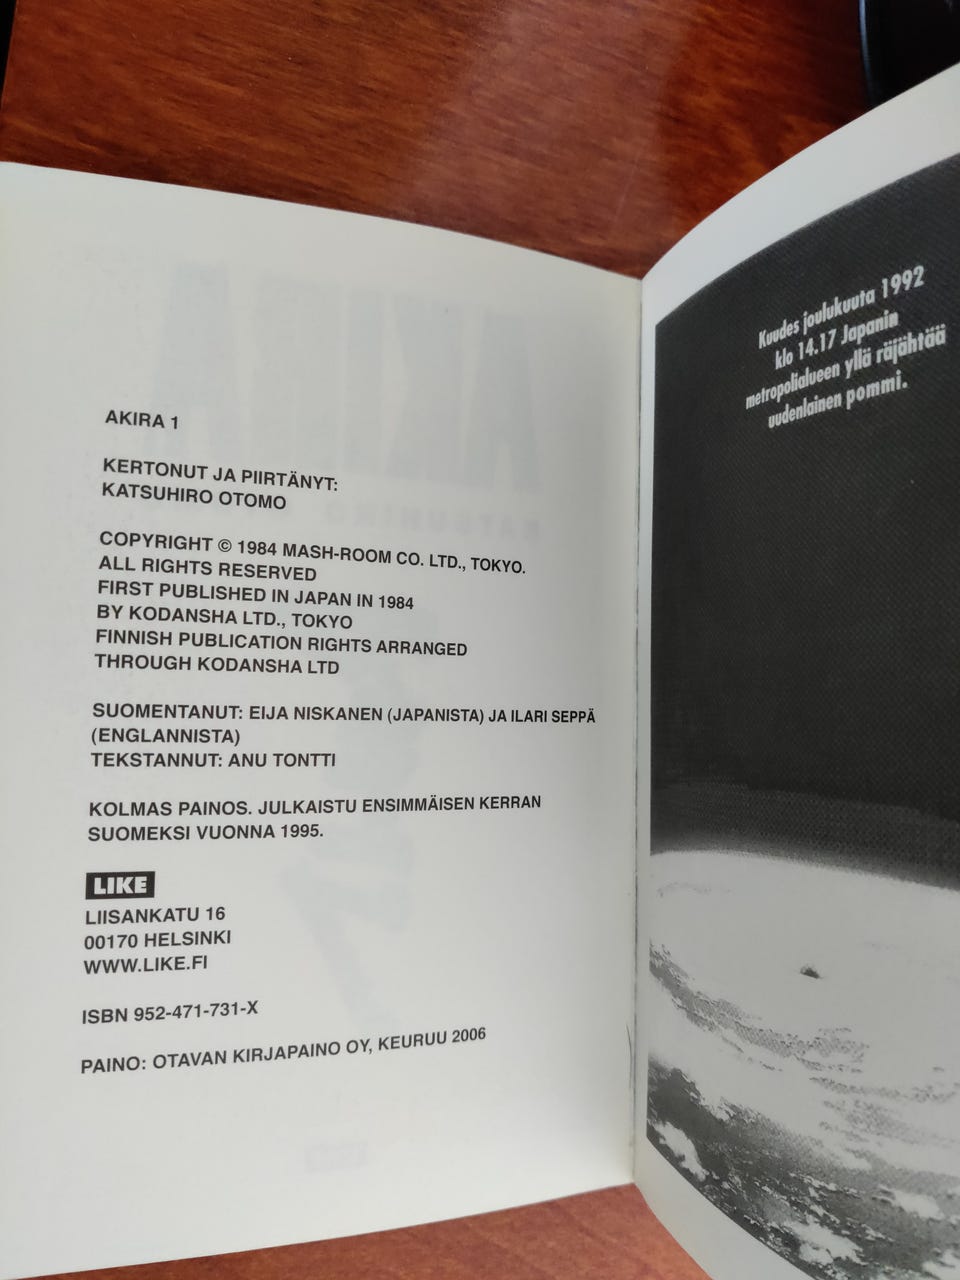 AKIRA 1
KERTONUT JA PIIRTÄNYT:
KATSUHIRO OTOMO
COPYRIGHT © 1984 MASH-ROOM CO. LTD., TOKYO.
ALL RIGHTS RESERVED
FIRST PUBLISHED IN JAPAN IN 1984
BY KODANSHA LTD., TOKYO
FINNISH PUBLICATION RIGHTS ARRANGED
THROUGH KODANSHA LTD
SUOMENTANUT: EIJA NISKANEN (JAPANISTA) JA ILARI SEPPÄ
(ENGLANNISTA)
TEKSTANNUT: ANU TONTTI
KOLMAS PAINOS. JULKAISTU ENSIMMÄISEN KERRAN
SUOMEKSI VUONNA 1995.
LIKE
LIISANKATU 16
00170 HELSINKI
WWW.LIKE.FI
ISBN 952-471-731-X
PAINO: OTAVAN KIRJAPAINO OY, KEURUU 2006
Kuudes joulukuuta 1992
klo 14.17 Japanin
metropolialueen yllä räjähtää
uudenlainen pommi.